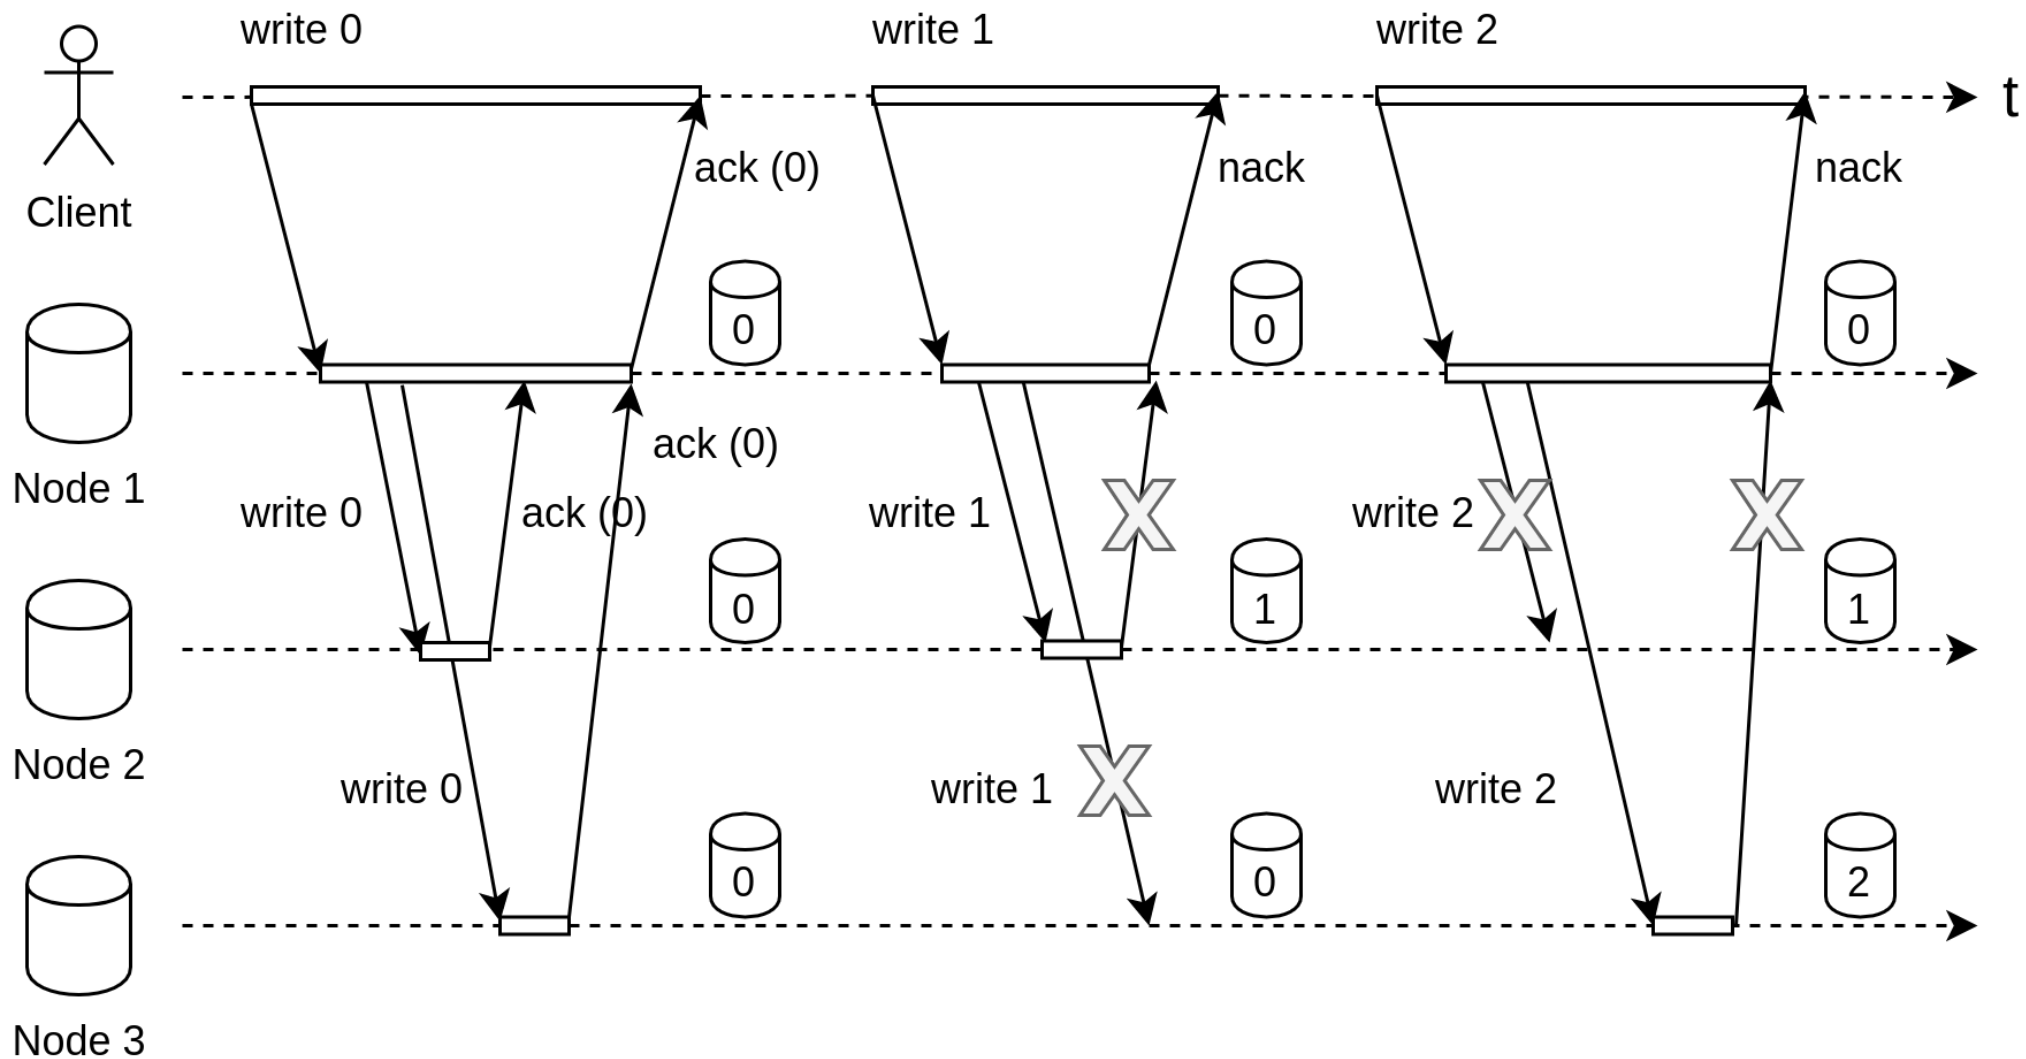 write 0
write 1
write 2
t
ack (0)
nack
nack
Client
0
0
0
ack (0)
Node 1
write 0
ack (0)
write 1
X
write 2
X
X
0
1
1
Node 2
write 0
write 1
X
write 2
0
0
2
Node 3